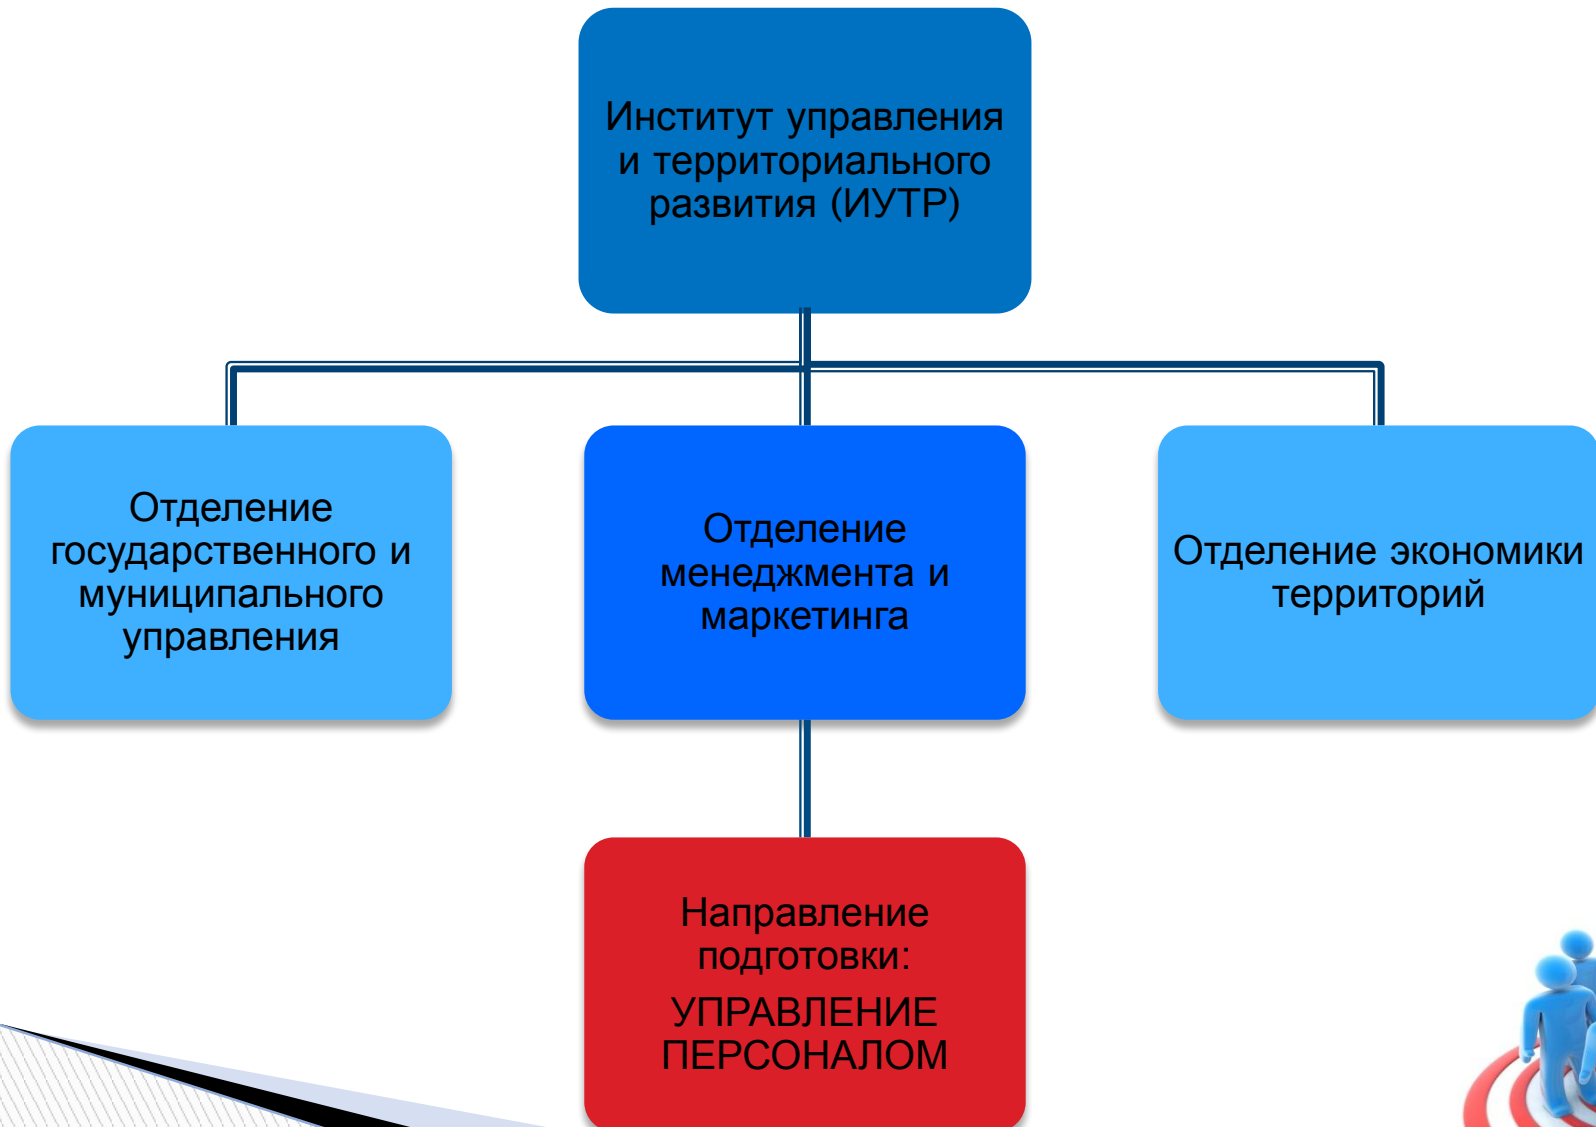 Институт управления
и территориального
развития (ИУТР)
Отделение
государственного и
муниципального
управления
Отделение
менеджмента и
маркетинга
Отделение экономики
территорий
Направление
подготовки:
УПРАВЛЕНИЕ
ПЕРСОНАЛОМ